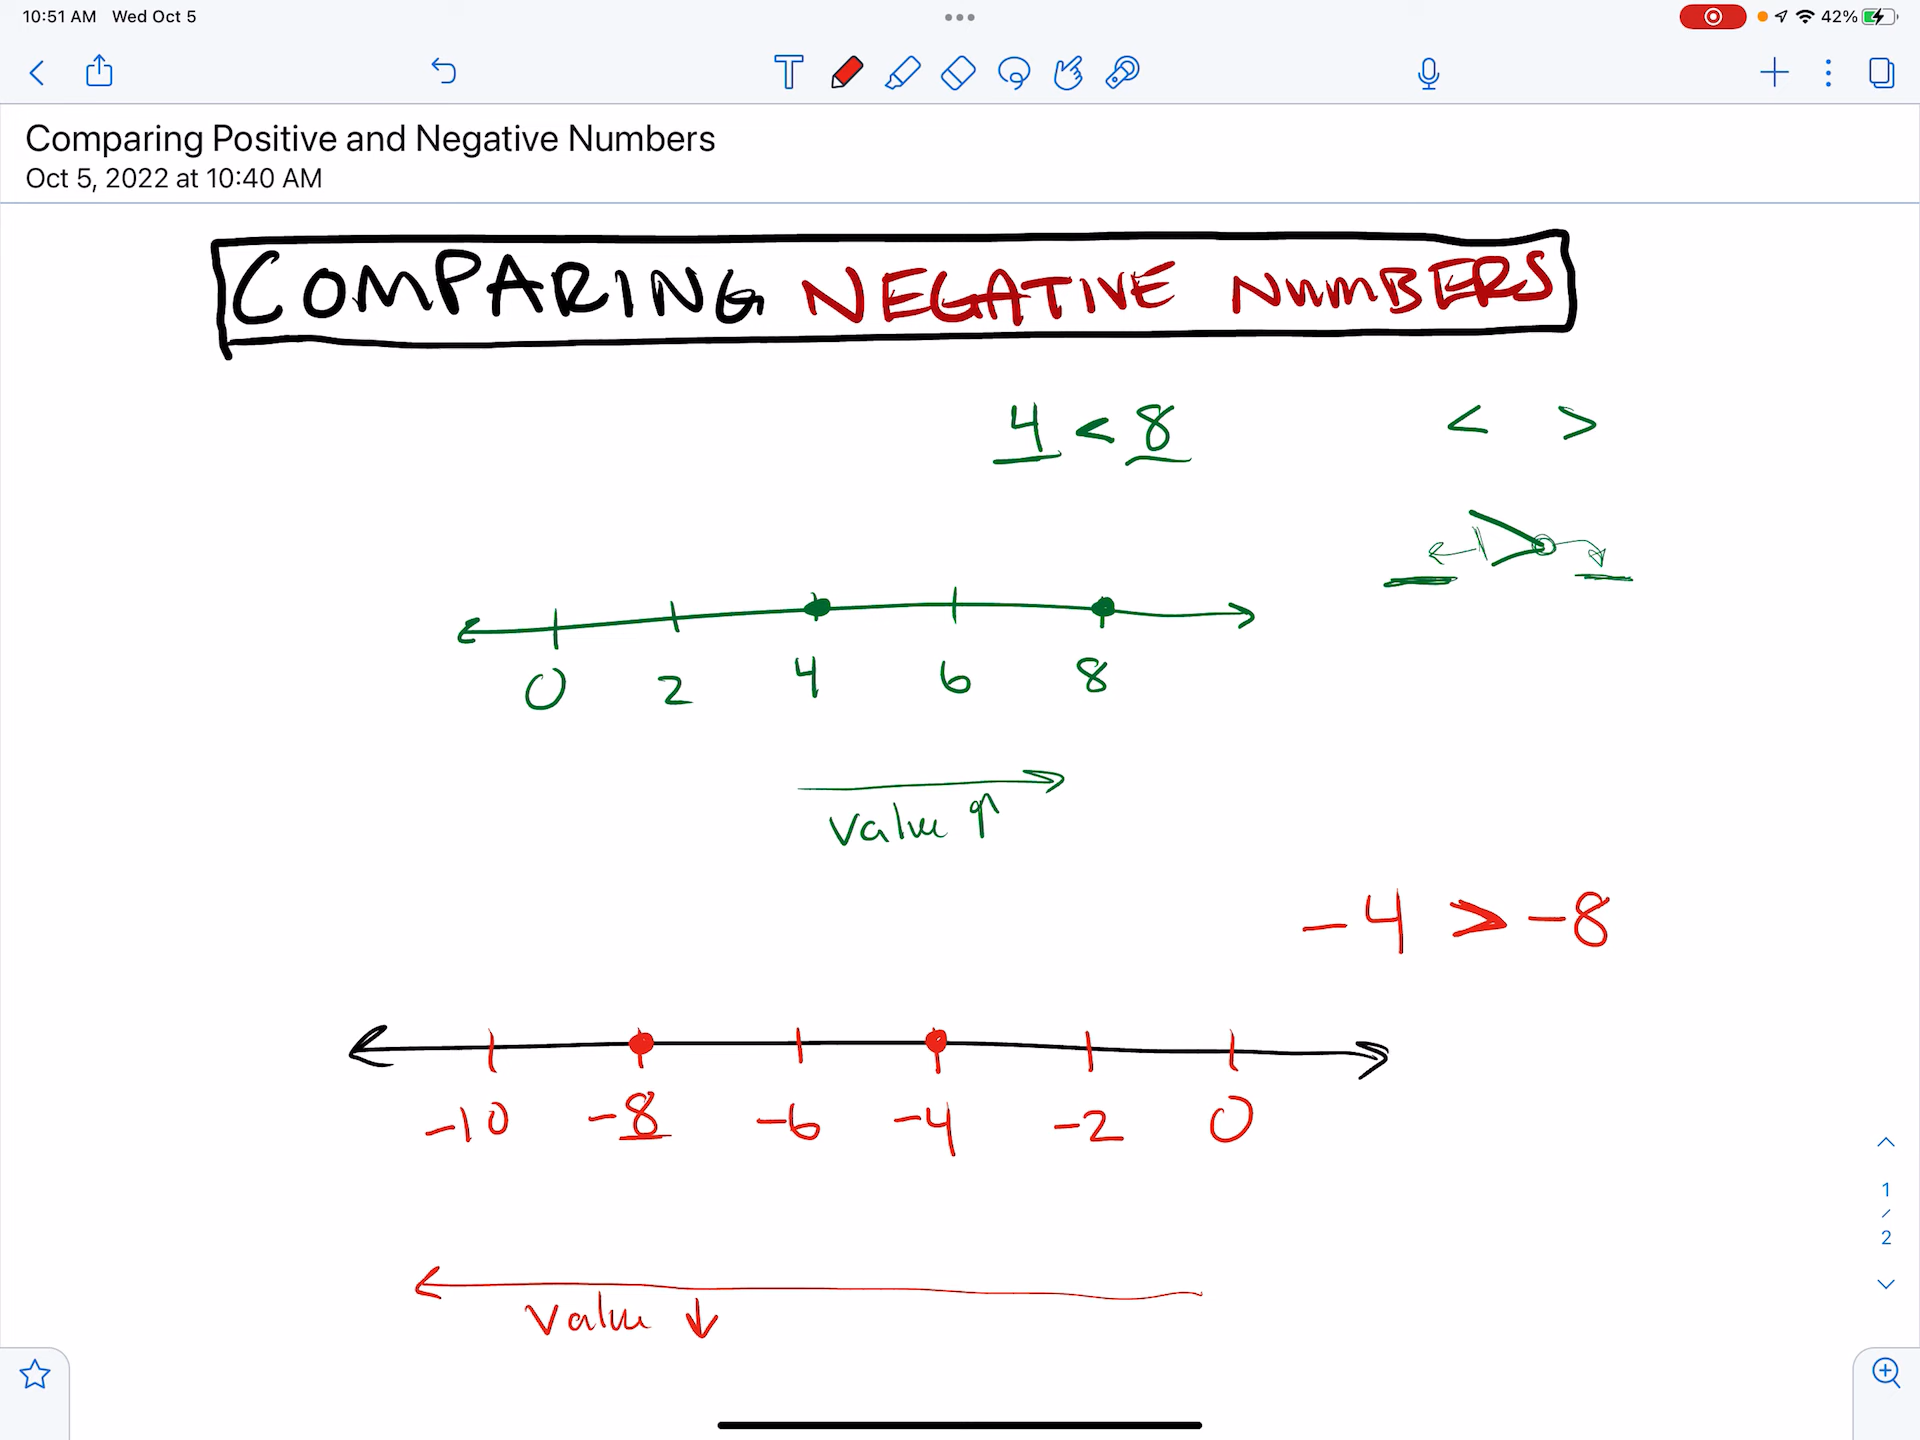 10:51 AM Wed Oct 5
42%
Comparing Positive and Negative Numbers
Oct 5, 2022 at 10:40 AM
COMPARING NEGATIVE NUMBERS
4 < 8
< >
0 2 4 6 8
Value ↑
-4 > -8
-10 -8 -6 -4 -2 0
1
/
2
Value ↓